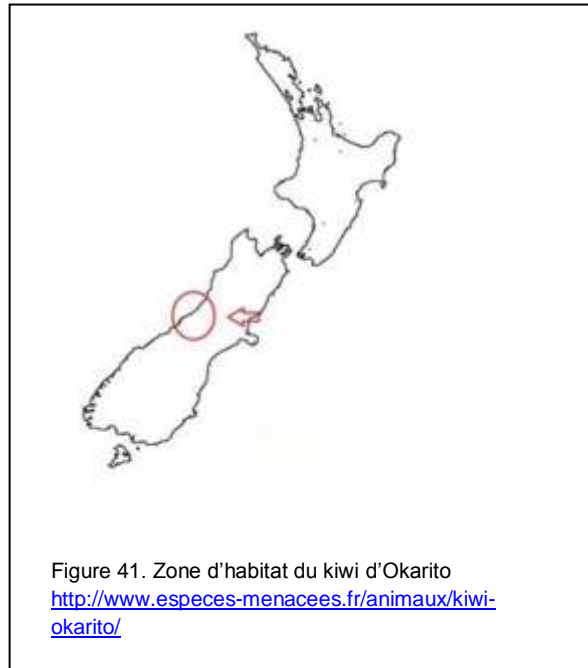 Figure 41. Zone d'habitat du kiwi d'Okarito
http://www.especes-menacees.fr/animaux/kiwi-
okarito/